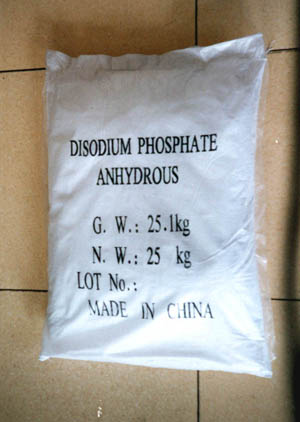 DISODIUM PHOSPHATE
ANHYDROUS
G. W.: 25.1kg
N. W.: 25 kg
LOT No.:
MADE IN CHINA